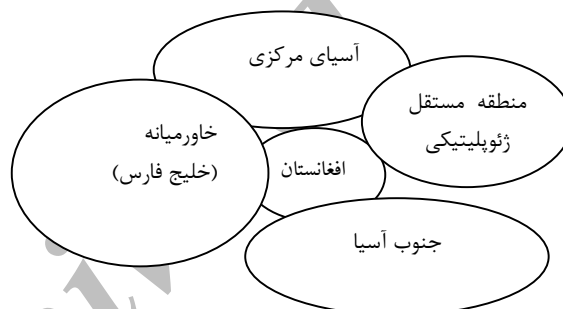 آسیای مرکزی
منطقه مستقل
ژئوپلیتیکی
خاورمیانه
(خلیج فارس)
افغانستان
جنوب آسیا